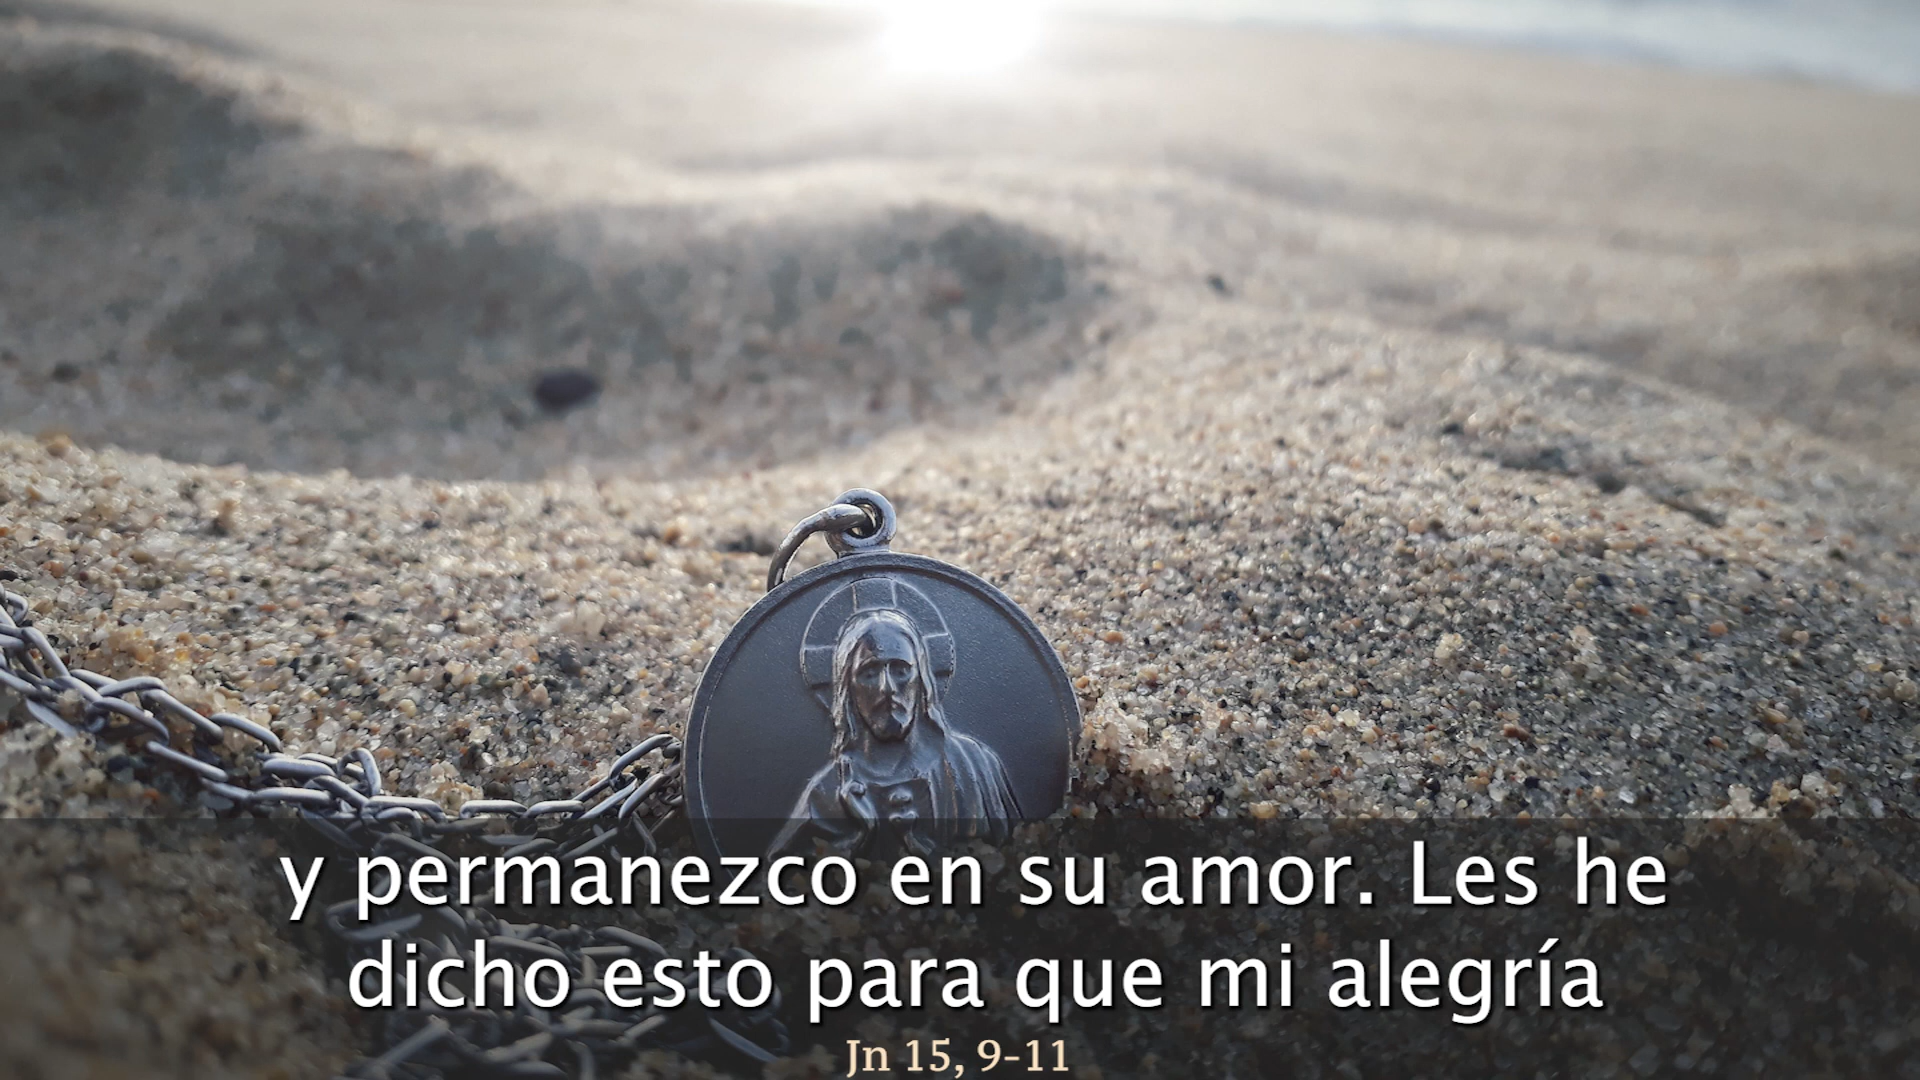 y permanezco en su amor. Les he
dicho esto para que mi alegría
Jn 15, 9-11